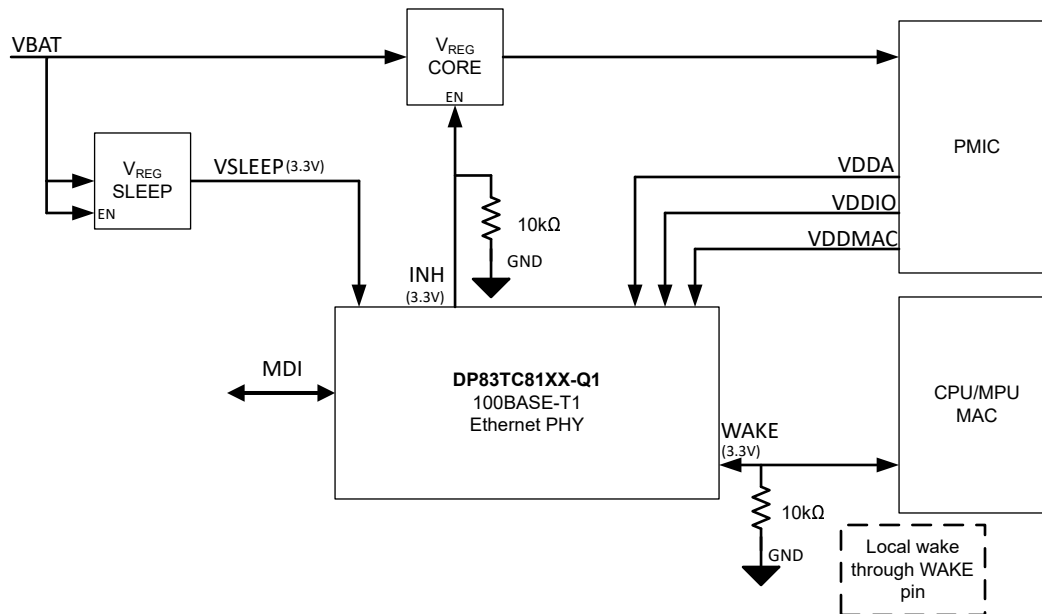 VBAT
VREG
CORE
EN
VREG
SLEEP
EN
VSLEEP (3.3V)
PMIC
VDDA
VDDIO
VDDMAC
10kΩ
GND
INH
(3.3V)
MDI
DP83TC81XX-Q1
100BASE-T1
Ethernet PHY
CPU/MPU
MAC
WAKE
(3.3V)
10kΩ
GND
Local wake
through WAKE
pin